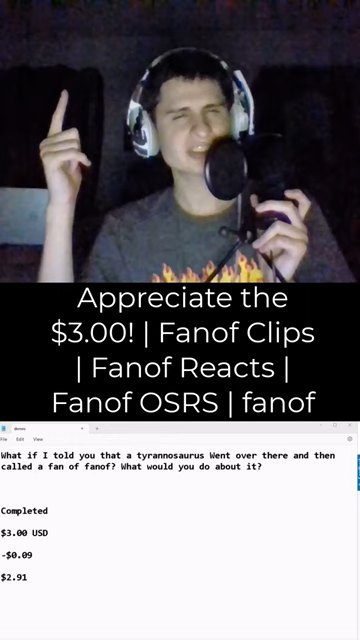 Appreciate the
$3.00! | Fanof Clips
| Fanof Reacts |
Fanof OSRS | fanof
File Edit View
What if I told you that a tyrannosaurus Went over there and then
called a fan of fanof? What would you do about it?
Completed
$3.00 USD
-$0.09
$2.91